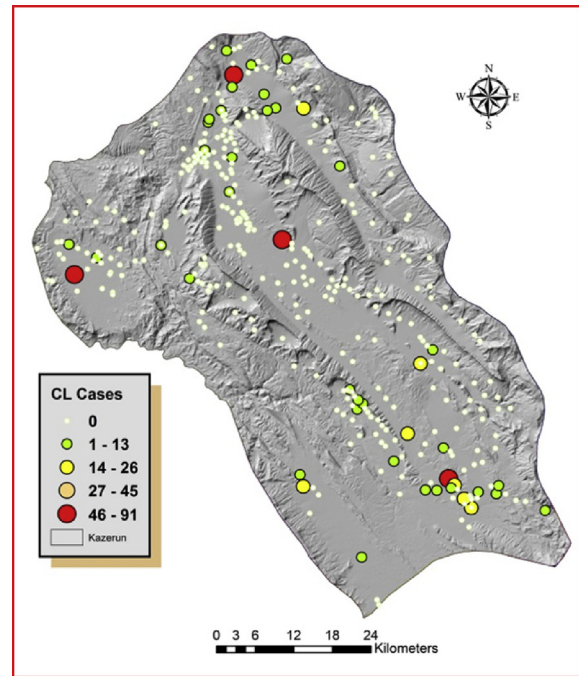 N
W E
S
CL Cases
0
1 - 13
14 - 26
27 - 45
46 - 91
Kazerun
0 3 6 12 18 24
Kilometers